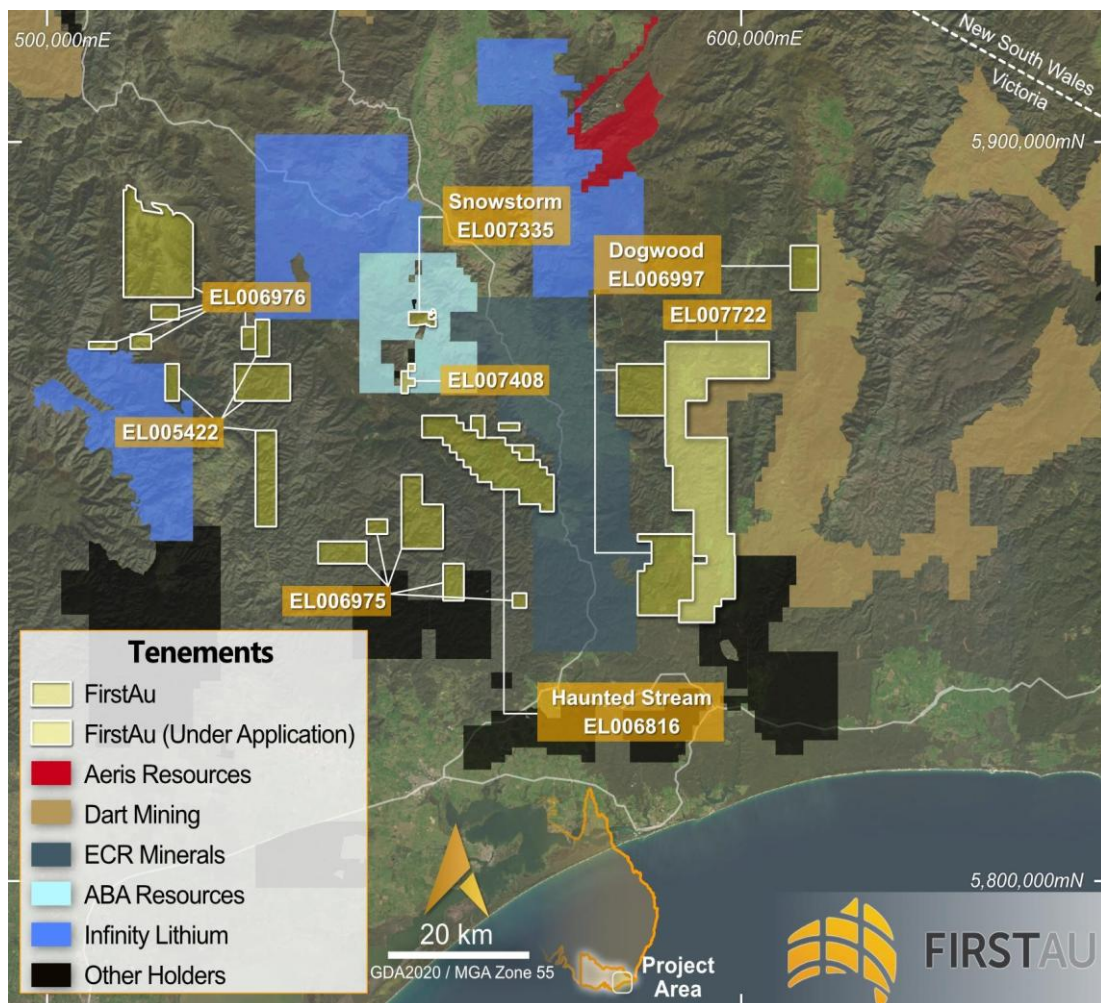 500,000mE
600,000mE
New South Wales
Victoria
5,900,000mN
Snowstorm
EL007335
Dogwood
EL006997
EL006976
EL007722
EL007408
EL005422
EL006975
Haunted Stream
EL006816
Tenements
FirstAu
FirstAu (Under Application)
Aeris Resources
Dart Mining
ECR Minerals
ABA Resources
Infinity Lithium
Other Holders
20 km
GDA2020 / MGA Zone 55
5,800,000mN
Project
Area
FIRSTAU